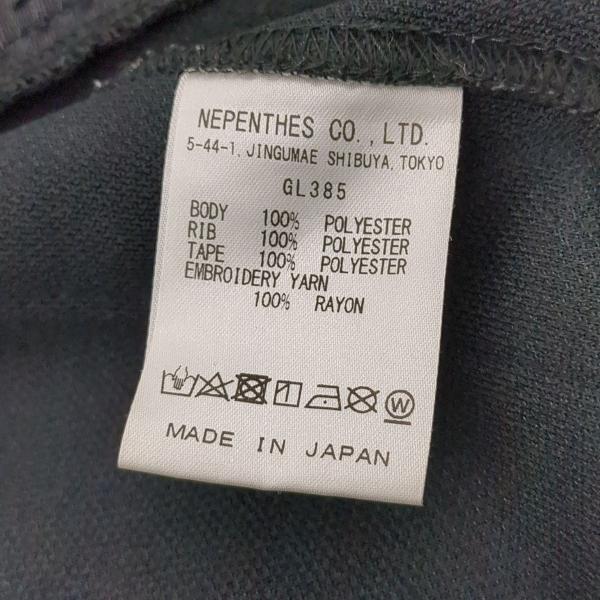 NEPENTHES CO.,LTD.
5-44-1, JINGUMAE SHIBUYA, TOKYO
GL385
BODY 100% POLYESTER
RIB 100% POLYESTER
TAPE 100% POLYESTER
EMBROIDERY YARN
100% RAYON
W
MADE IN JAPAN